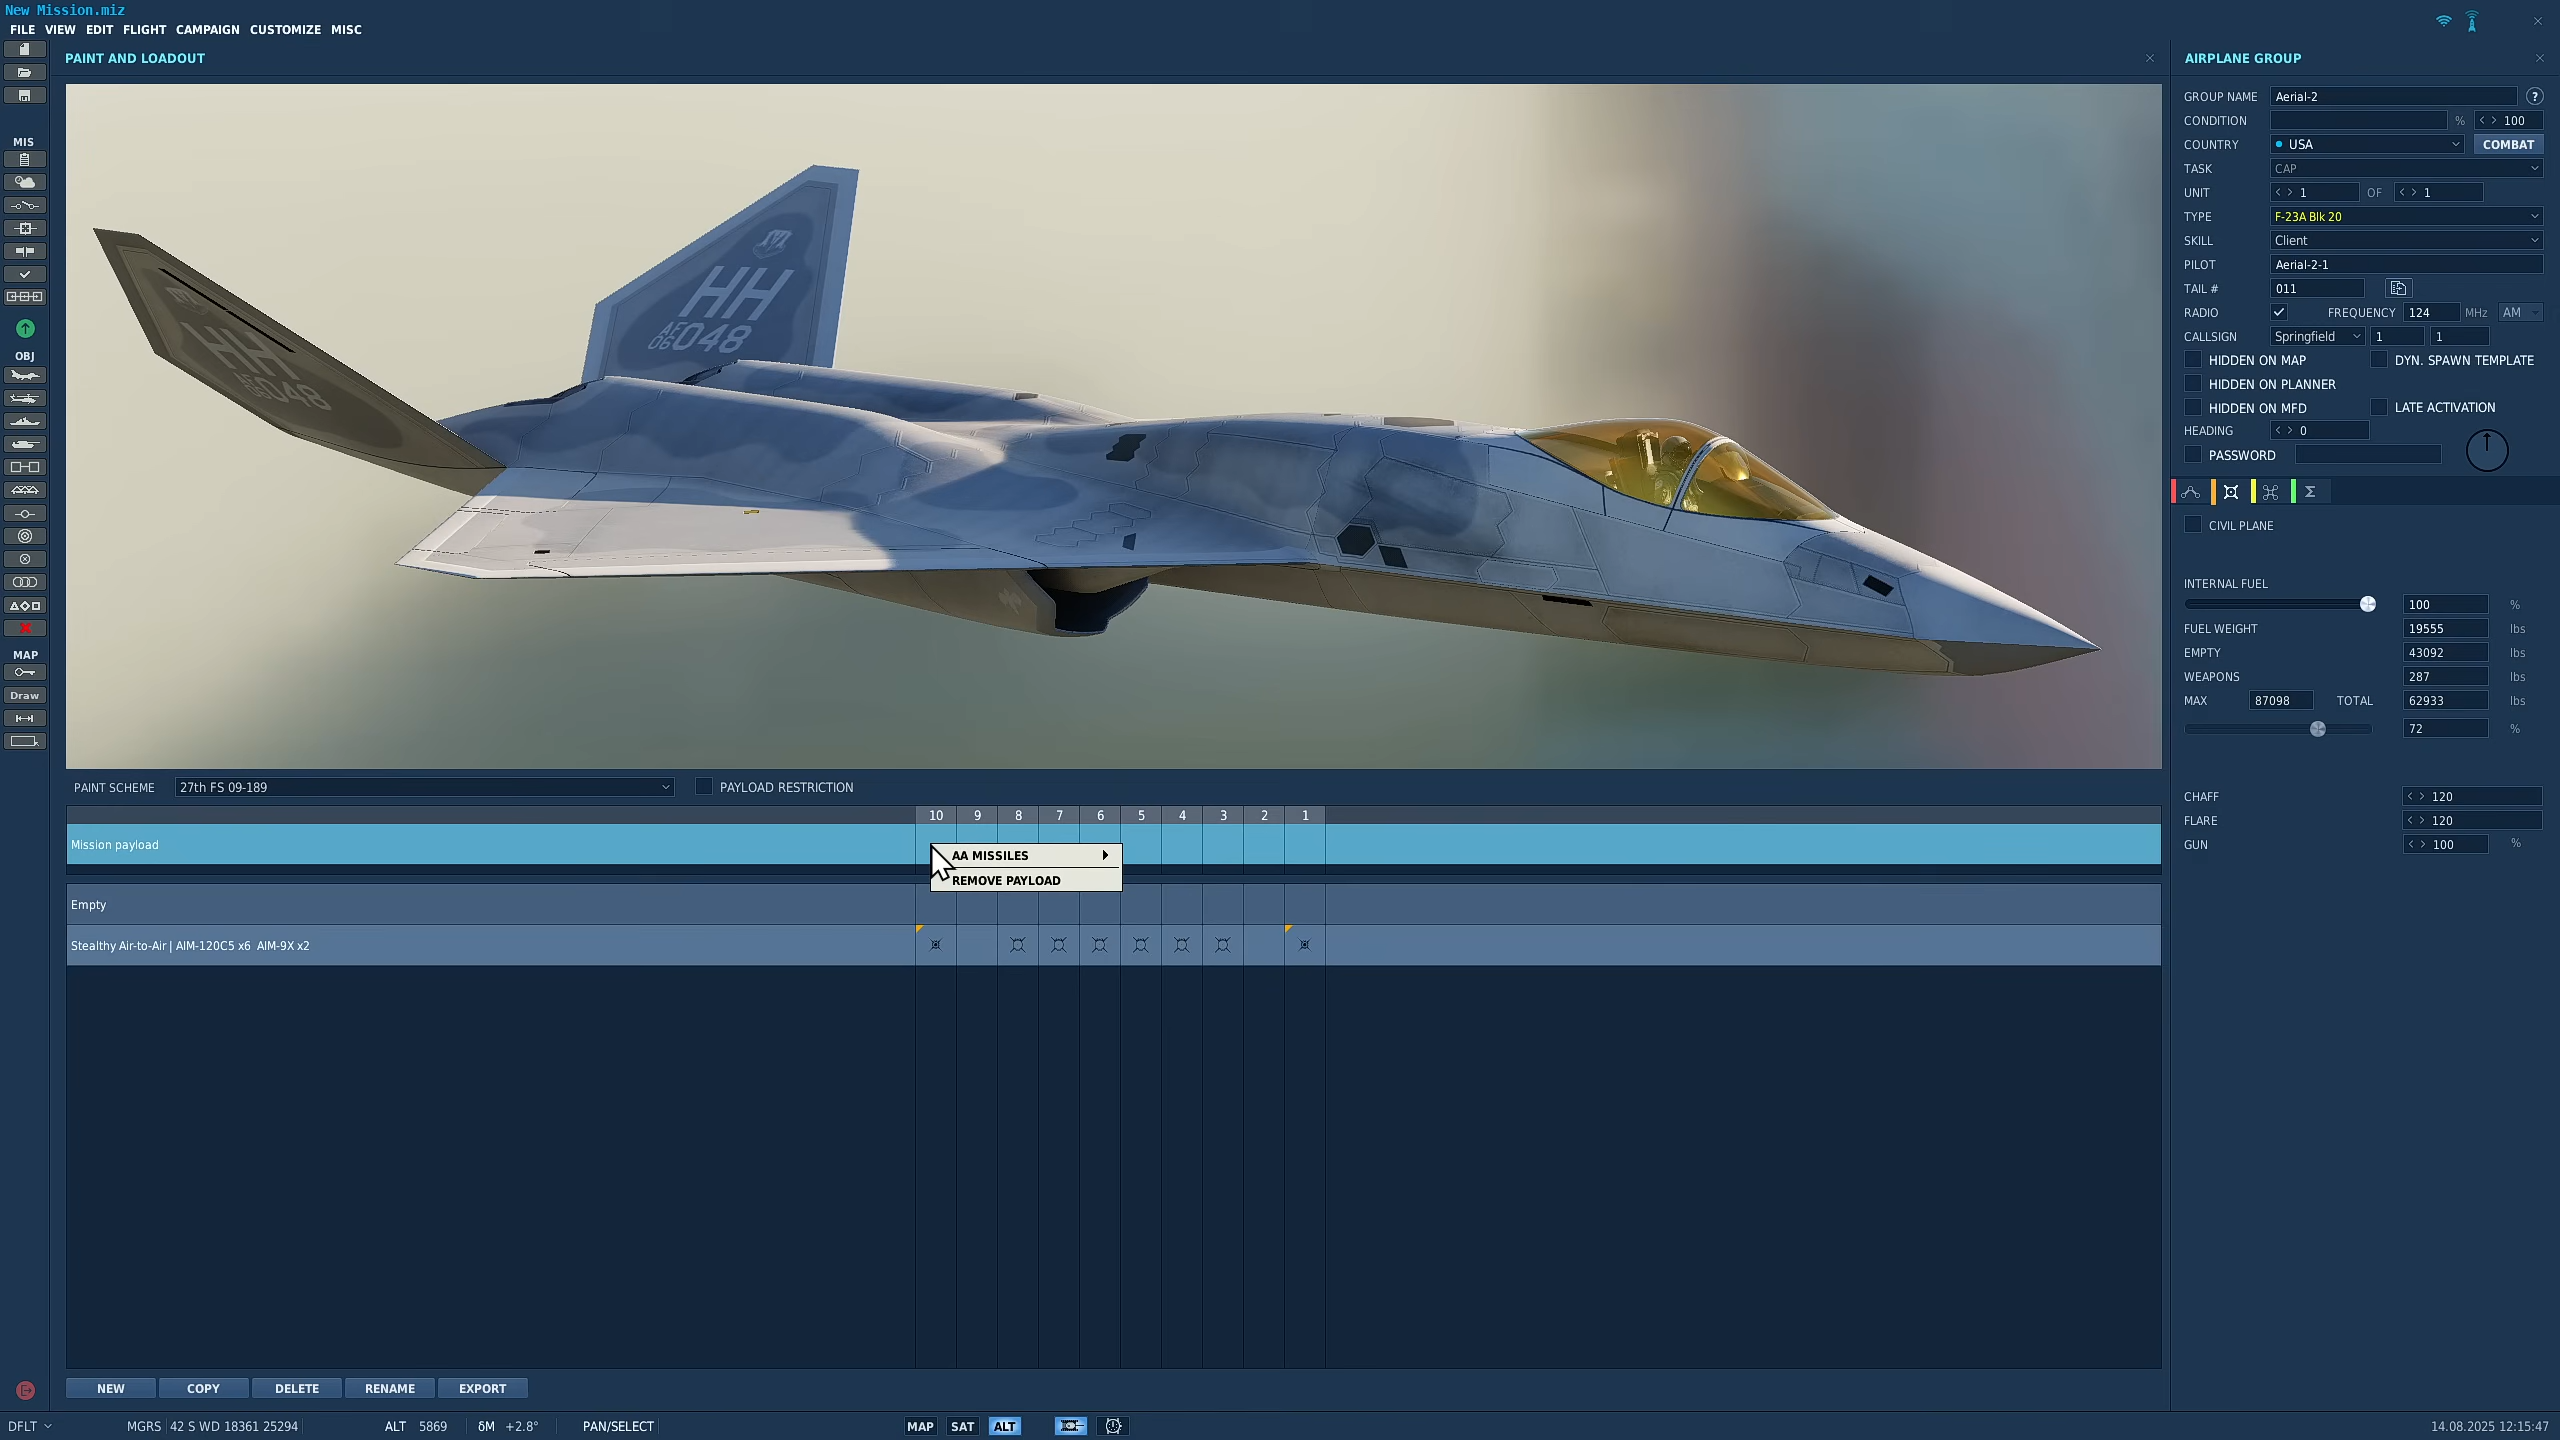 New Mission.miz
FILE VIEW EDIT FLIGHT CAMPAIGN CUSTOMIZE MISC
PAINT AND LOADOUT
HH
AF
06 048
HH
AF
06 048
MIS
OBJ
MAP
Draw
PAINT SCHEME 27th FS 09-189 PAYLOAD RESTRICTION
10 9 8 7 6 5 4 3 2 1
Mission payload
AA MISSILES
REMOVE PAYLOAD
Empty
Stealthy Air-to-Air | AIM-120C5 x6 AIM-9X x2
NEW COPY DELETE RENAME EXPORT
AIRPLANE GROUP
GROUP NAME Aerial-2 ?
CONDITION % < > 100
COUNTRY USA COMBAT
TASK CAP
UNIT < > 1 OF < > 1
TYPE F-23A Blk 20
SKILL Client
PILOT Aerial-2-1
TAIL # 011
RADIO FREQUENCY 124 MHz AM
CALLSIGN Springfield 1 1
HIDDEN ON MAP DYN. SPAWN TEMPLATE
HIDDEN ON PLANNER
HIDDEN ON MFD LATE ACTIVATION
HEADING < > 0
PASSWORD
Σ
CIVIL PLANE
INTERNAL FUEL
100 %
FUEL WEIGHT 19555 lbs
EMPTY 43092 lbs
WEAPONS 287 lbs
MAX 87098 TOTAL 62933 lbs
72 %
CHAFF < > 120
FLARE < > 120
GUN < > 100 %
DFLT MGRS 42 S WD 18361 25294 ALT 5869 δM +2.8° PAN/SELECT MAP SAT ALT 14.08.2025 12:15:47